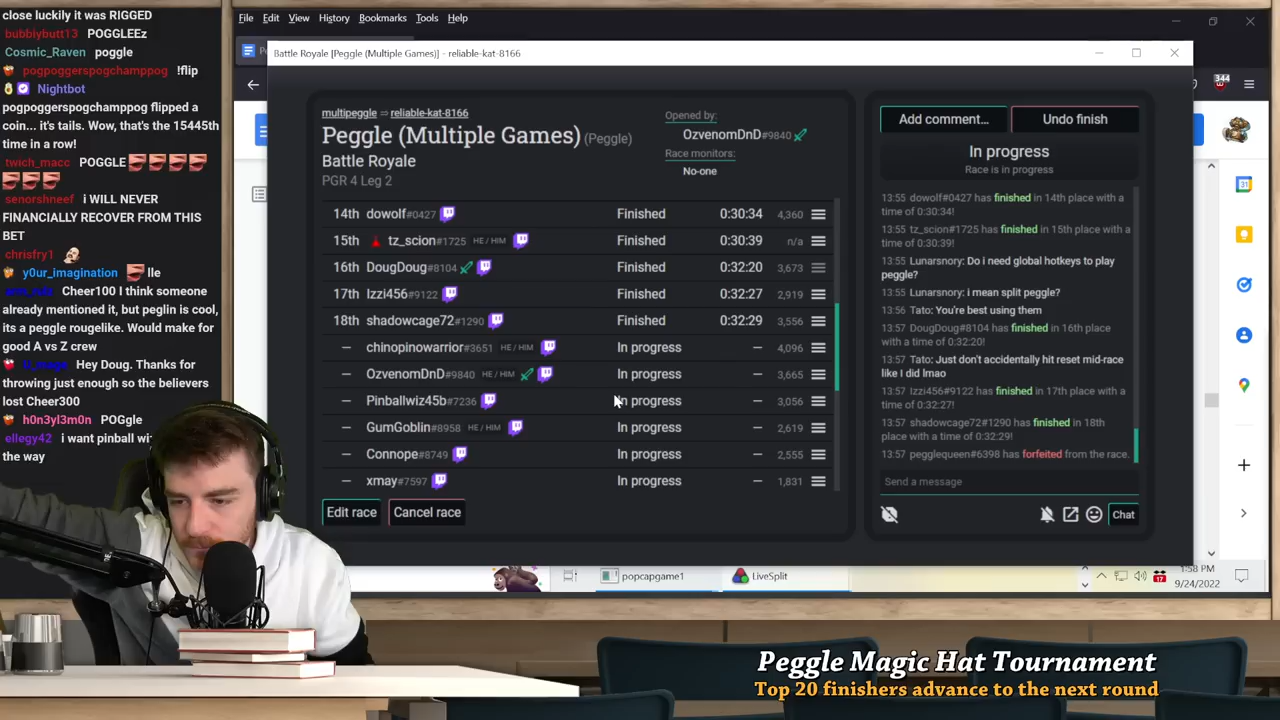 close luckily it was RIGGED
bubblybutt13 POGGLEEz
Cosmic_Raven poggle
pogpoggerspogchamppog !flip
Nightbot
pogpoggerspogchamppog flipped a
coin... it's tails. Wow, that's the 15445th
time in a row!
twich_macc POGGLE
senorshneef i WILL NEVER
FINANCIALLY RECOVER FROM THIS
BET
chrisfry1
y0ur_imagination lle
Cheer100 I think someone
already mentioned it, but peglin is cool,
its a peggle rougelike. Would make for
good A vs Z crew
Hey Doug. Thanks for
throwing just enough so the believers
lost Cheer300
h0n3yl3m0n POGgle
ellegy42 i want pinball wi
the way
File Edit View History Bookmarks Tools Help
Battle Royale [Peggle (Multiple Games)] - reliable-kat-8166
344
multipeggle ⇒ reliable-kat-8166
Peggle (Multiple Games) (Peggle)
Battle Royale
PGR 4 Leg 2
Opened by:
OzvenomDnD#9840
Race monitors:
No-one
14th dowolf#0427 Finished 0:30:34 4,360
15th tz_scion#1725 HE / HIM Finished 0:30:39 n/a
16th DougDoug#8104 Finished 0:32:20 3,673
17th Izzi456#9122 Finished 0:32:27 2,919
18th shadowcage72#1290 Finished 0:32:29 3,556
— chinopinowarrior#3651 HE / HIM In progress — 4,096
— OzvenomDnD#9840 HE / HIM In progress — 3,665
— Pinballwiz45b#7236 In progress — 3,056
— GumGoblin#8958 HE / HIM In progress — 2,619
— Connope#8749 In progress — 2,555
— xmay#7597 In progress — 1,831
Edit race Cancel race
Add comment... Undo finish
In progress
Race is in progress
13:55 dowolf#0427 has finished in 14th place with a
time of 0:30:34!
13:55 tz_scion#1725 has finished in 15th place with a
time of 0:30:39!
13:55 Lunarsnory: Do i need global hotkeys to play
peggle?
13:55 Lunarsnory: i mean split peggle?
13:56 Tato: You're best using them
13:57 DougDoug#8104 has finished in 16th place
with a time of 0:32:20!
13:57 Tato: Just don't accidentally hit reset mid-race
like I did lmao
13:57 Izzi456#9122 has finished in 17th place with a
time of 0:32:27!
13:57 shadowcage72#1290 has finished in 18th
place with a time of 0:32:29!
13:57 pegglequeen#6398 has forfeited from the race.
Send a message
Chat
31
popcapgame1
LiveSplit
17
1:58 PM
9/24/2022
Peggle Magic Hat Tournament
Top 20 finishers advance to the next round